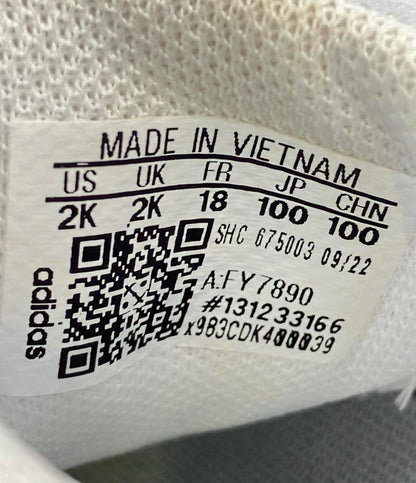 MADE IN VIETNAM
US UK FR JP CHN
2K 2K 18 100 100
SHC 675003 09/22
A:FY7890
#131233166
adidas